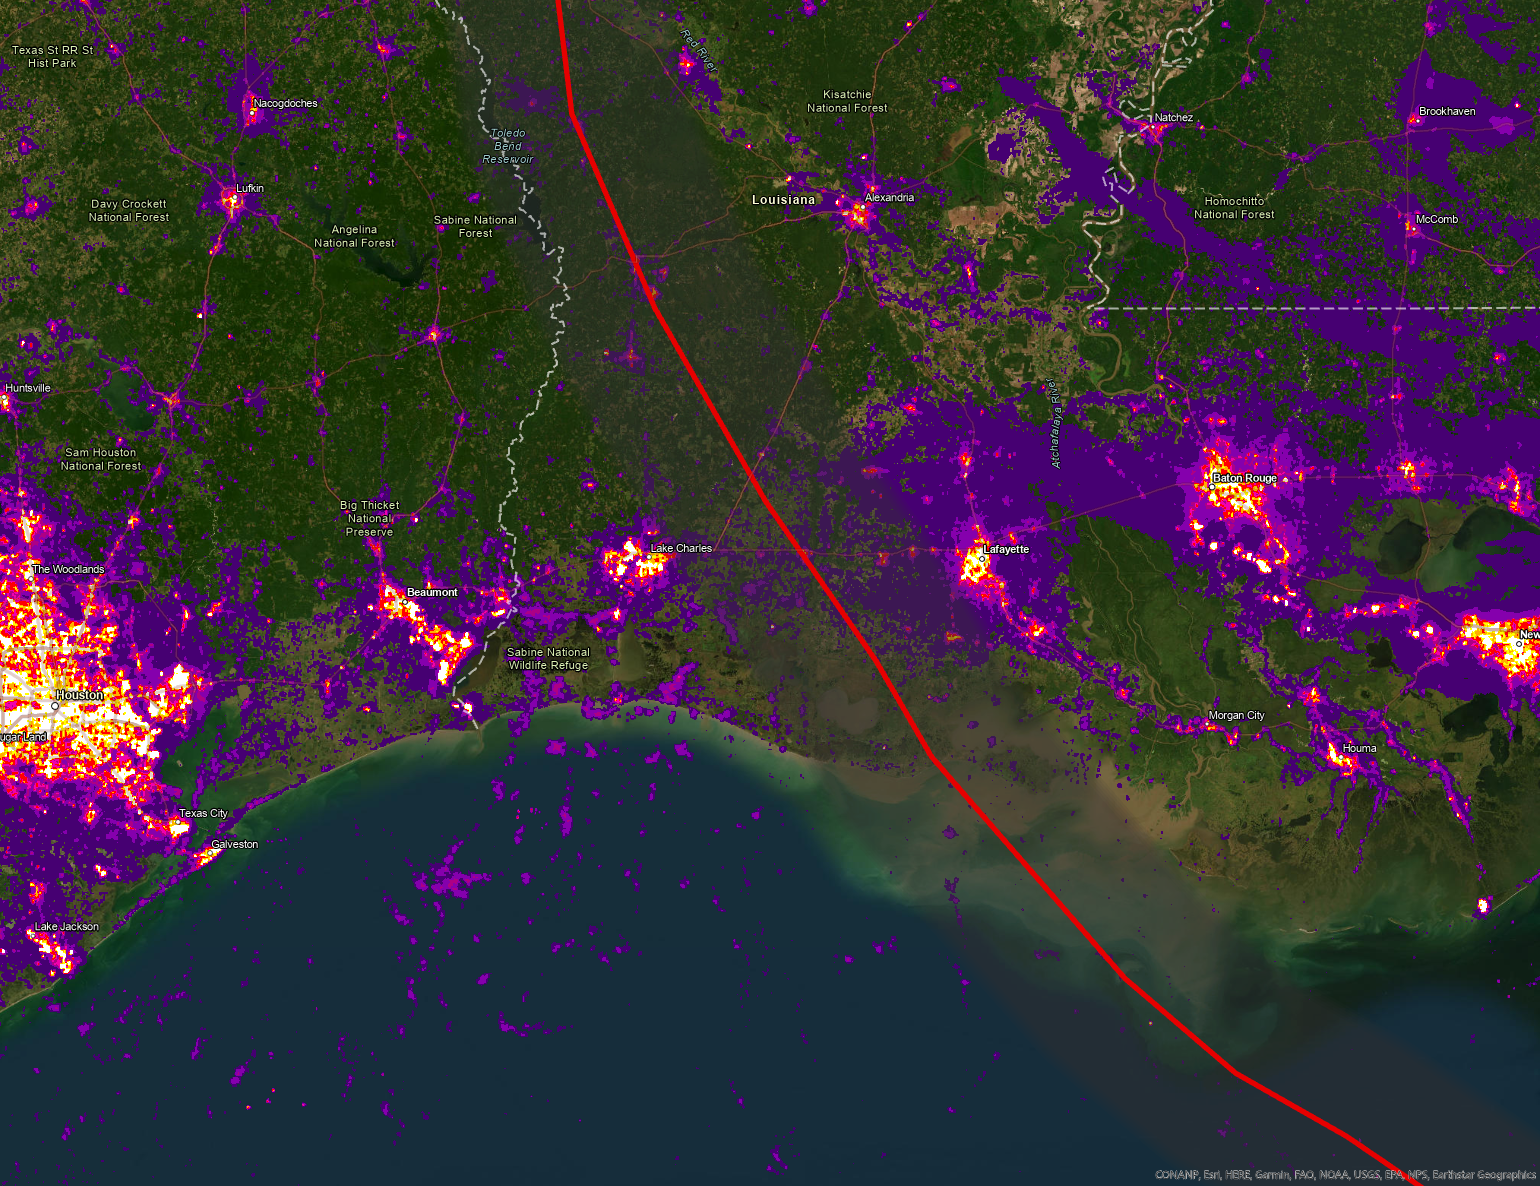 Texas St RR St
Hist Park
Red River
Nacogdoches
Kisatchie
National Forest
Brookhaven
Natchez
Toledo
Bend
Reservoir
Lufkin
Louisiana
Alexandria
Davy Crockett
National Forest
Homochitto
National Forest
Sabine National
Forest
McComb
Angelina
National Forest
Huntsville
Atchafalaya River
Sam Houston
National Forest
Baton Rouge
Big Thicket
National
Preserve
Lake Charles
Lafayette
The Woodlands
Beaumont
New
Sabine National
Wildlife Refuge
Houston
Morgan City
ugar Land
Houma
Texas City
Galveston
Lake Jackson
CONANP, Esri, HERE, Garmin, FAO, NOAA, USGS, EPA, NPS, Earthstar Geographics